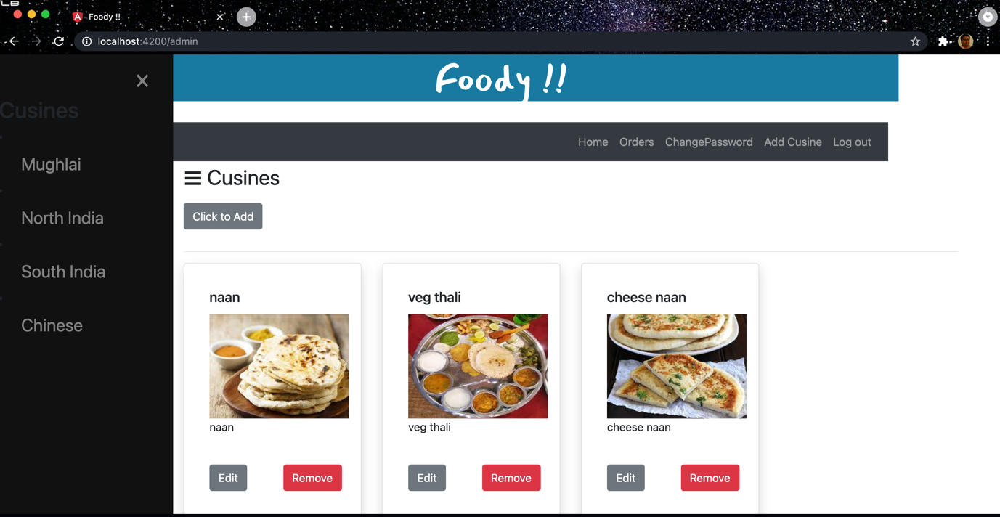 Foody !!
localhost:4200/admin
Foody !!
Cusines
Mughlai
North India
South India
Chinese
Home Orders ChangePassword Add Cusine Log out
Cusines
Click to Add
naan
naan
Edit Remove
veg thali
veg thali
Edit Remove
cheese naan
cheese naan
Edit Remove